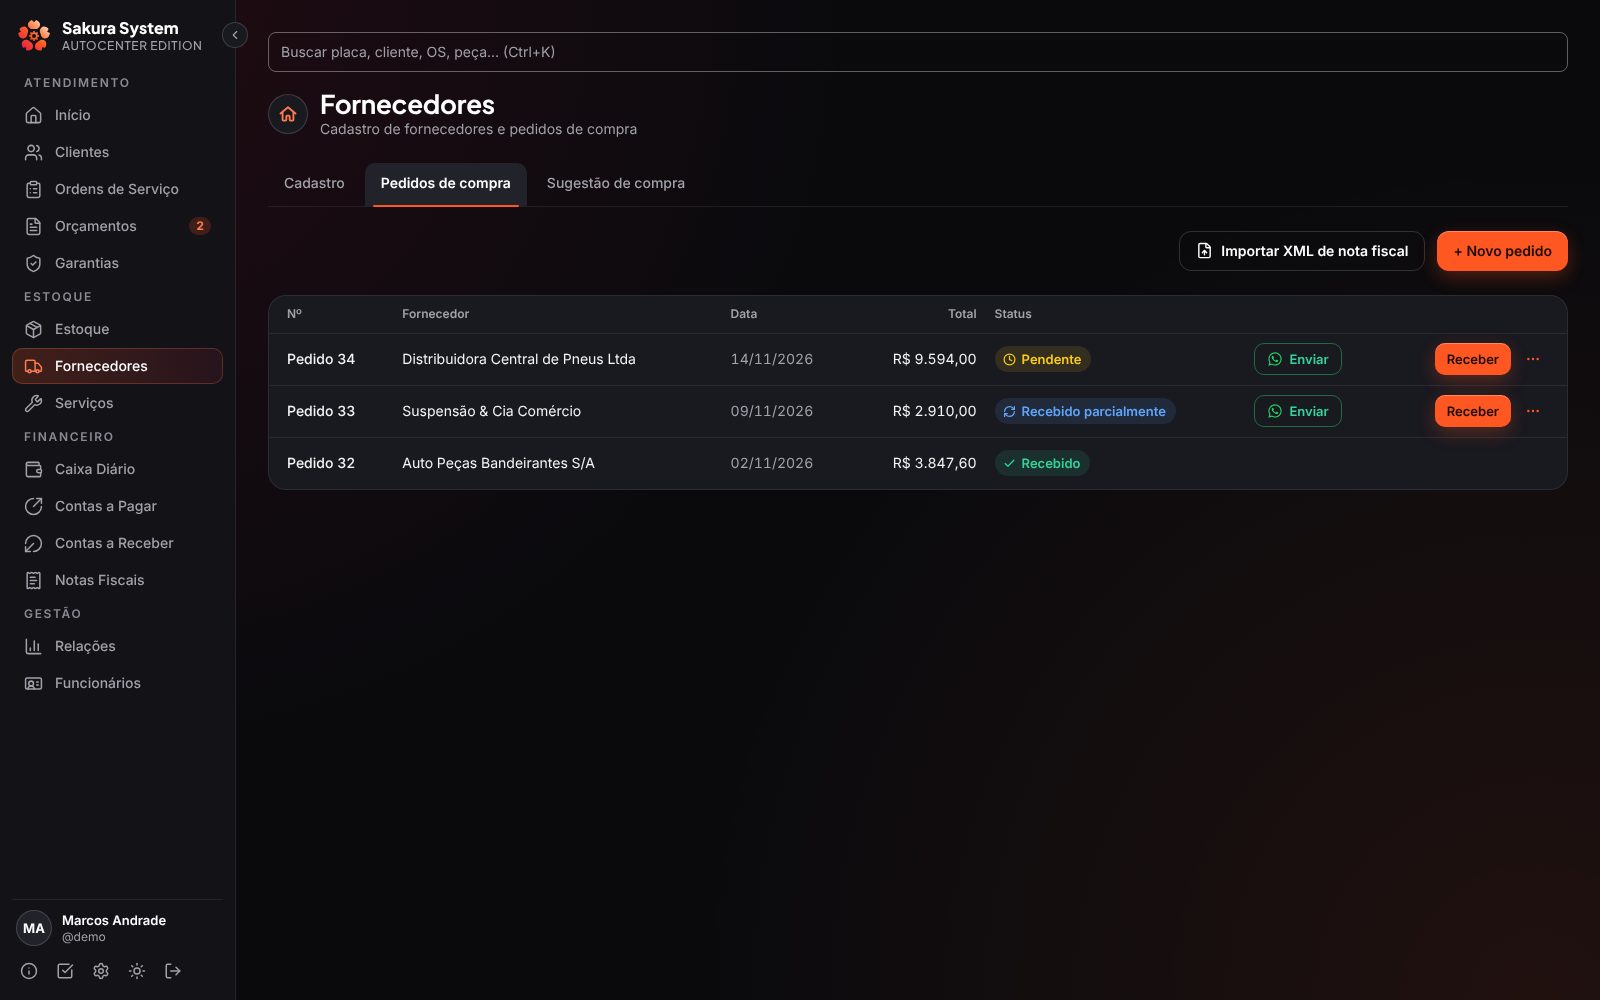 Sakura System
AUTOCENTER EDITION
ATENDIMENTO
Início
Clientes
Ordens de Serviço
Orçamentos 2
Garantias
ESTOQUE
Estoque
Fornecedores
Serviços
FINANCEIRO
Caixa Diário
Contas a Pagar
Contas a Receber
Notas Fiscais
GESTÃO
Relações
Funcionários
MA
Marcos Andrade
@demo
Buscar placa, cliente, OS, peça... (Ctrl+K)
Fornecedores
Cadastro de fornecedores e pedidos de compra
Cadastro Pedidos de compra Sugestão de compra
Importar XML de nota fiscal + Novo pedido
Nº Fornecedor Data Total Status
Pedido 34 Distribuidora Central de Pneus Ltda 14/11/2026 R$ 9.594,00 Pendente Enviar Receber ...
Pedido 33 Suspensão & Cia Comércio 09/11/2026 R$ 2.910,00 Recebido parcialmente Enviar Receber ...
Pedido 32 Auto Peças Bandeirantes S/A 02/11/2026 R$ 3.847,60 Recebido